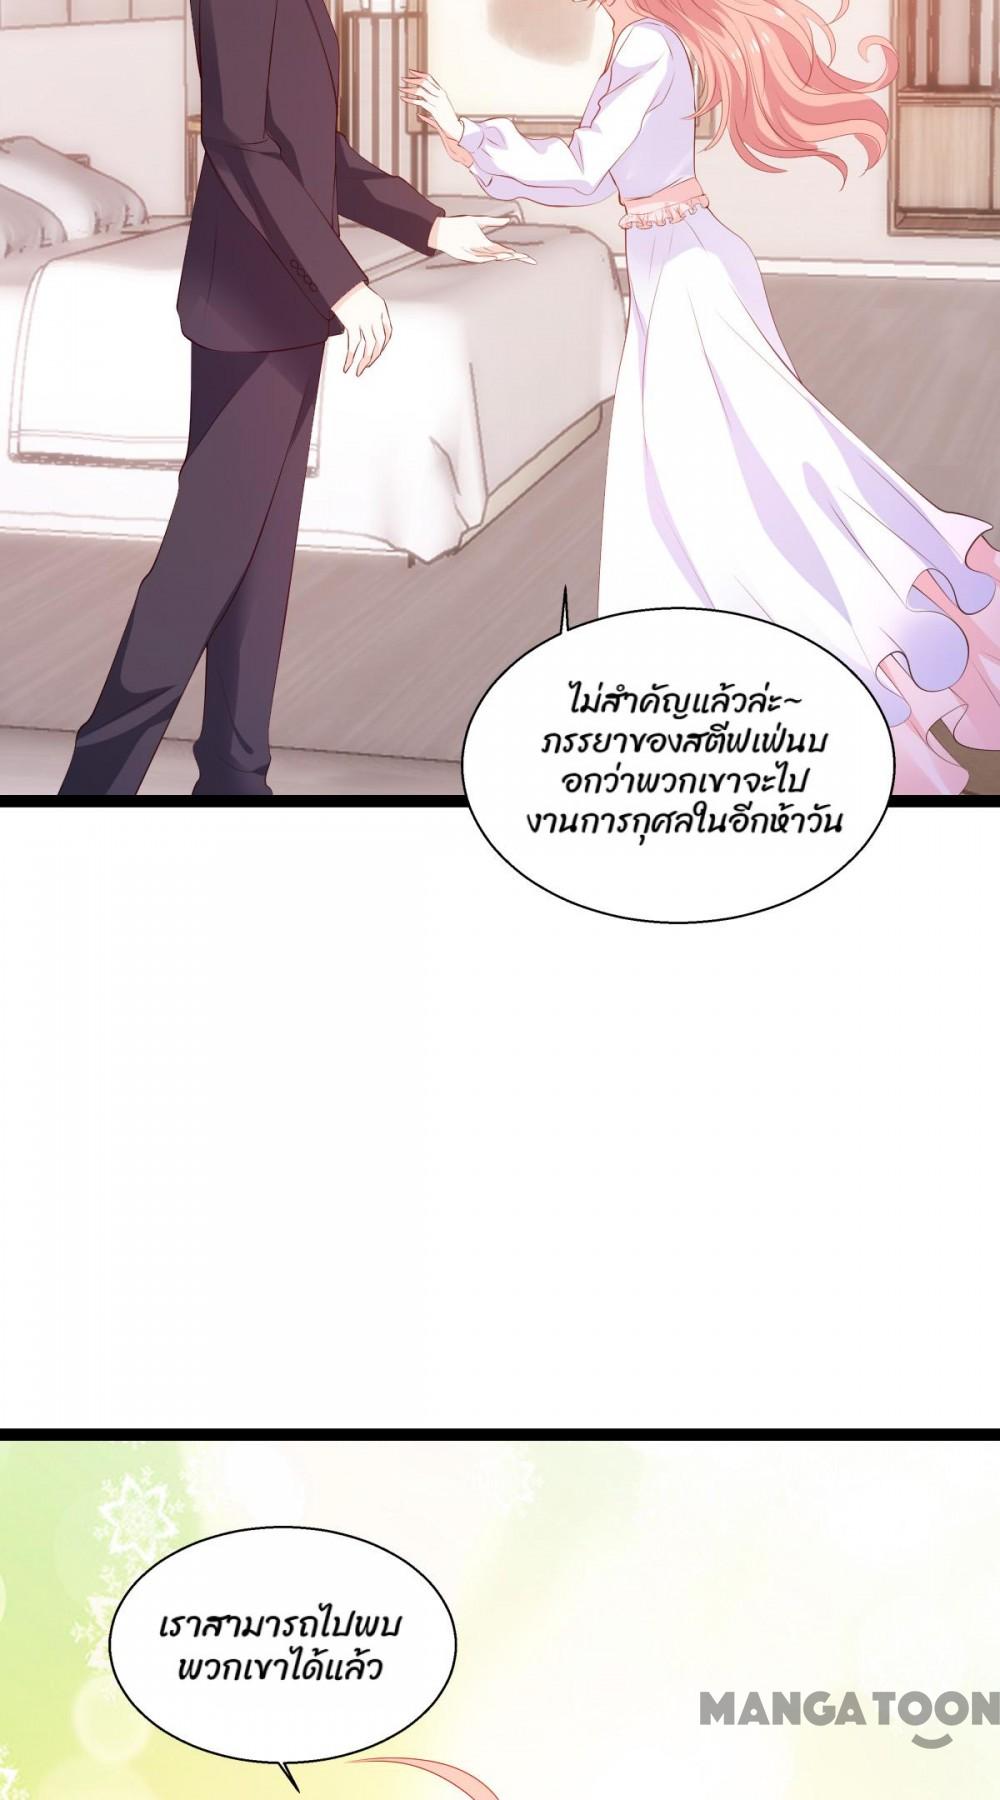 ไม่สำคัญแล้วล่ะ~
ภรรยาของสตีฟเฟ่นบ
อกว่าพวกเขาจะไป
งานการกุศลในอีกห้าวัน
เราสามารถไปพบ
พวกเขาได้แล้ว
MANGATOON